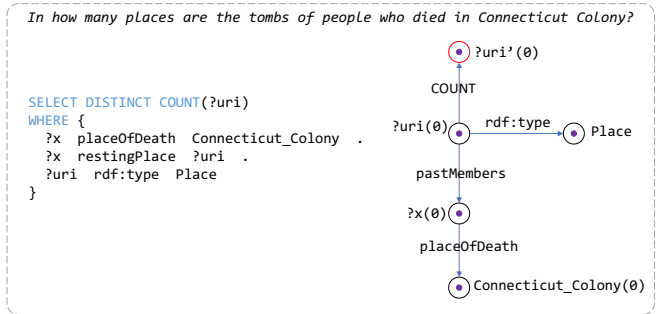 In how many places are the tombs of people who died in Connecticut Colony?
SELECT DISTINCT COUNT(?uri)
WHERE {
?x placeOfDeath Connecticut_Colony .
?x restingPlace ?uri .
?uri rdf:type Place
}
?uri’(0)
COUNT
?uri(0)
rdf:type
Place
pastMembers
?x(0)
placeOfDeath
Connecticut_Colony(0)